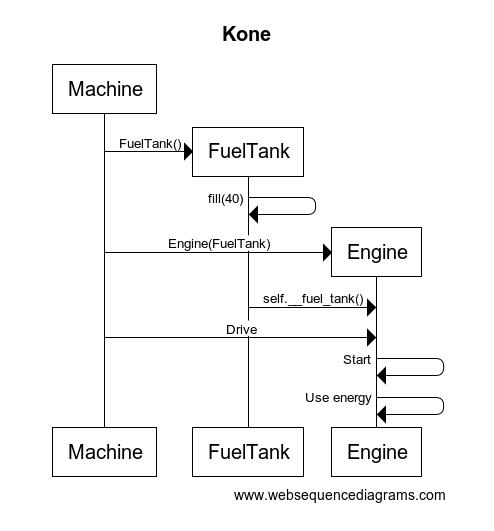 Kone
Machine
FuelTank()
FuelTank
fill(40)
Engine(FuelTank)
Engine
self.__fuel_tank()
Drive
Start
Use energy
Machine
FuelTank
Engine
www.websequencediagrams.com